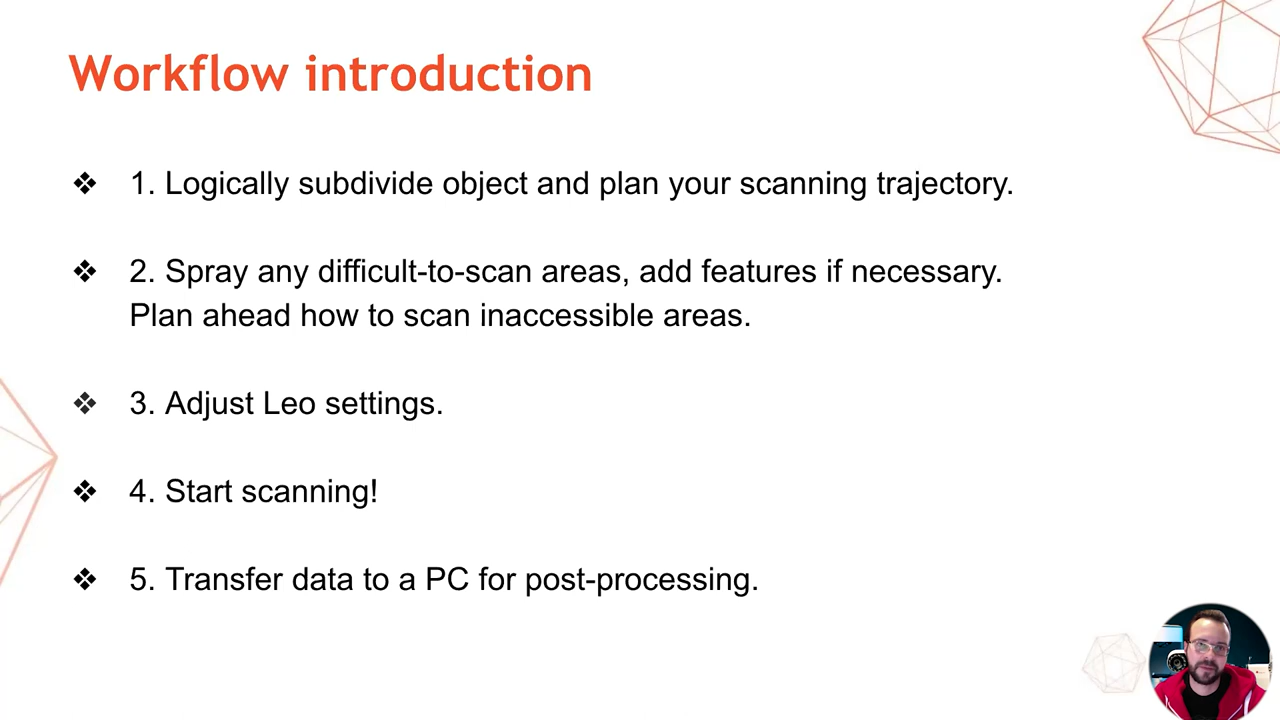 Workflow introduction
❖ 1. Logically subdivide object and plan your scanning trajectory.
❖ 2. Spray any difficult-to-scan areas, add features if necessary.
Plan ahead how to scan inaccessible areas.
❖ 3. Adjust Leo settings.
❖ 4. Start scanning!
❖ 5. Transfer data to a PC for post-processing.